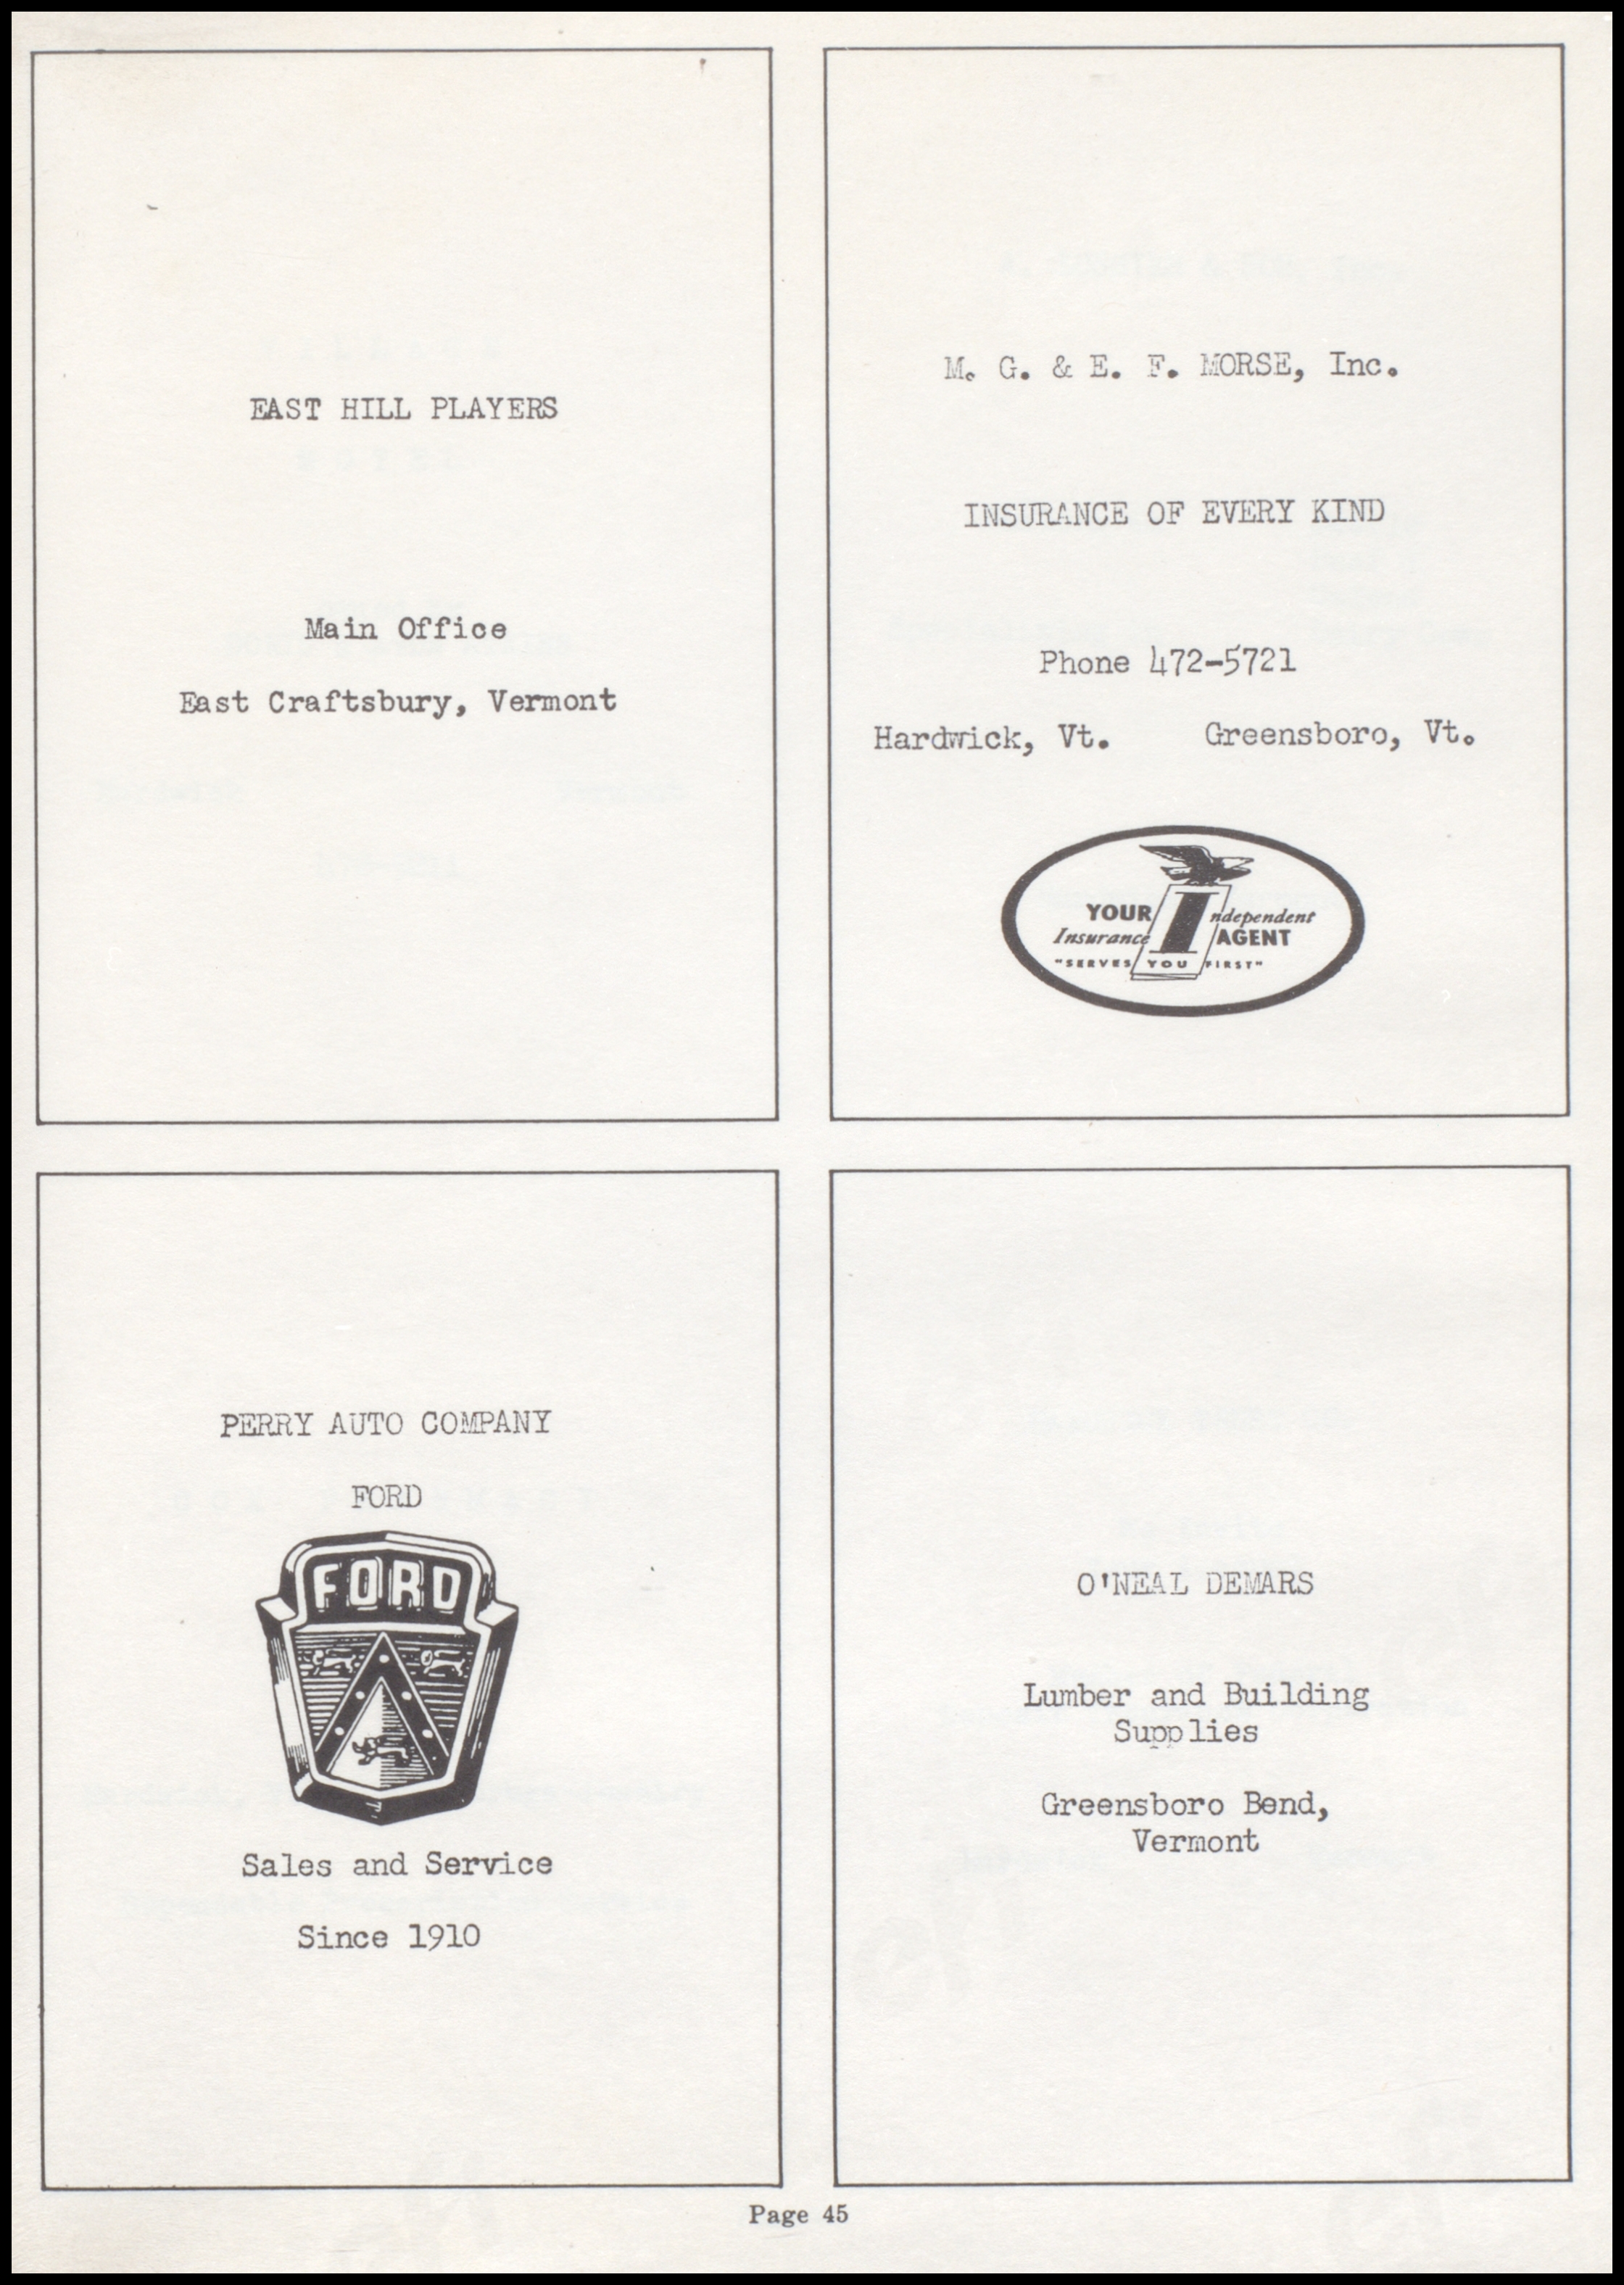 EAST HILL PLAYERS
Main Office
East Craftsbury, Vermont
M. G. & E. F. MORSE, Inc.
INSURANCE OF EVERY KIND
Phone 472-5721
Hardwick, Vt. Greensboro, Vt.
YOUR Independent
Insurance AGENT
"SERVES YOU FIRST"
PERRY AUTO COMPANY
FORD
FORD
Sales and Service
Since 1910
O'NEAL DEMARS
Lumber and Building
Supplies
Greensboro Bend,
Vermont
Page 45